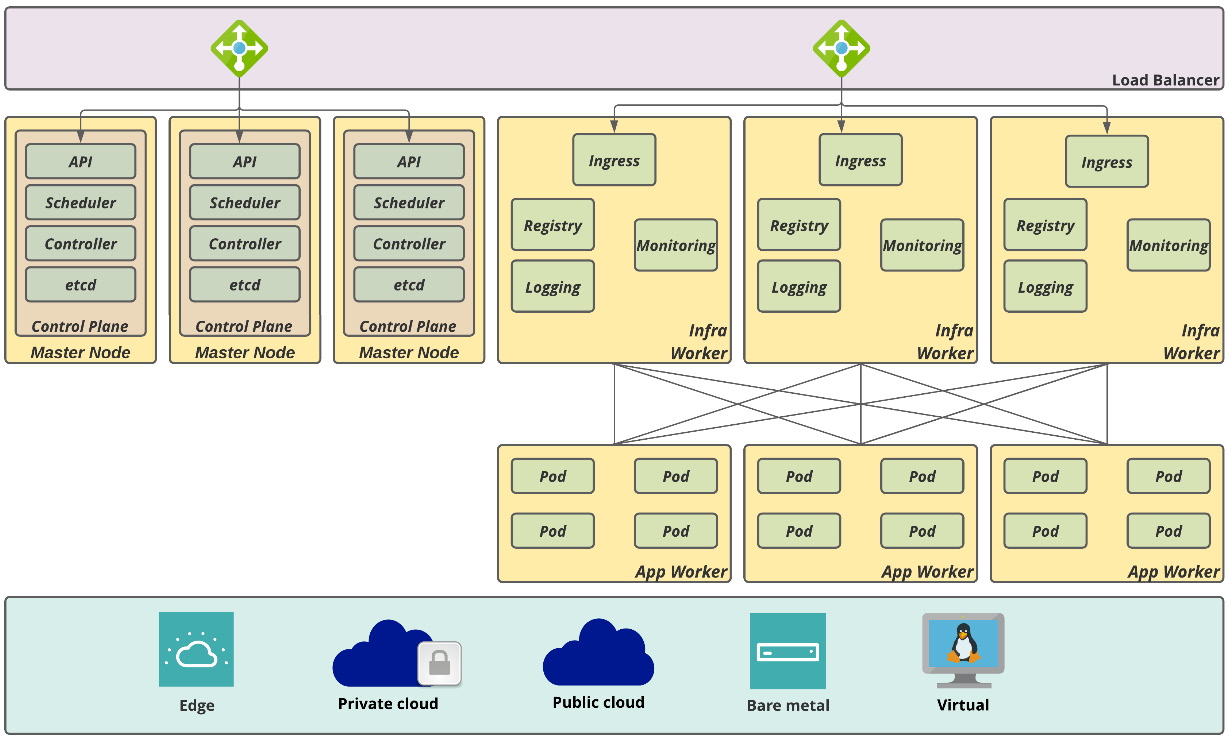 Load Balancer
API
Scheduler
Controller
etcd
Control Plane
Master Node
API
Scheduler
Controller
etcd
Control Plane
Master Node
API
Scheduler
Controller
etcd
Control Plane
Master Node
Ingress
Registry
Monitoring
Logging
Infra
Worker
Ingress
Registry
Monitoring
Logging
Infra
Worker
Ingress
Registry
Monitoring
Logging
Infra
Worker
Pod
Pod
Pod
Pod
App Worker
Pod
Pod
Pod
Pod
App Worker
Pod
Pod
Pod
Pod
App Worker
Edge
Private cloud
Public cloud
Bare metal
Virtual